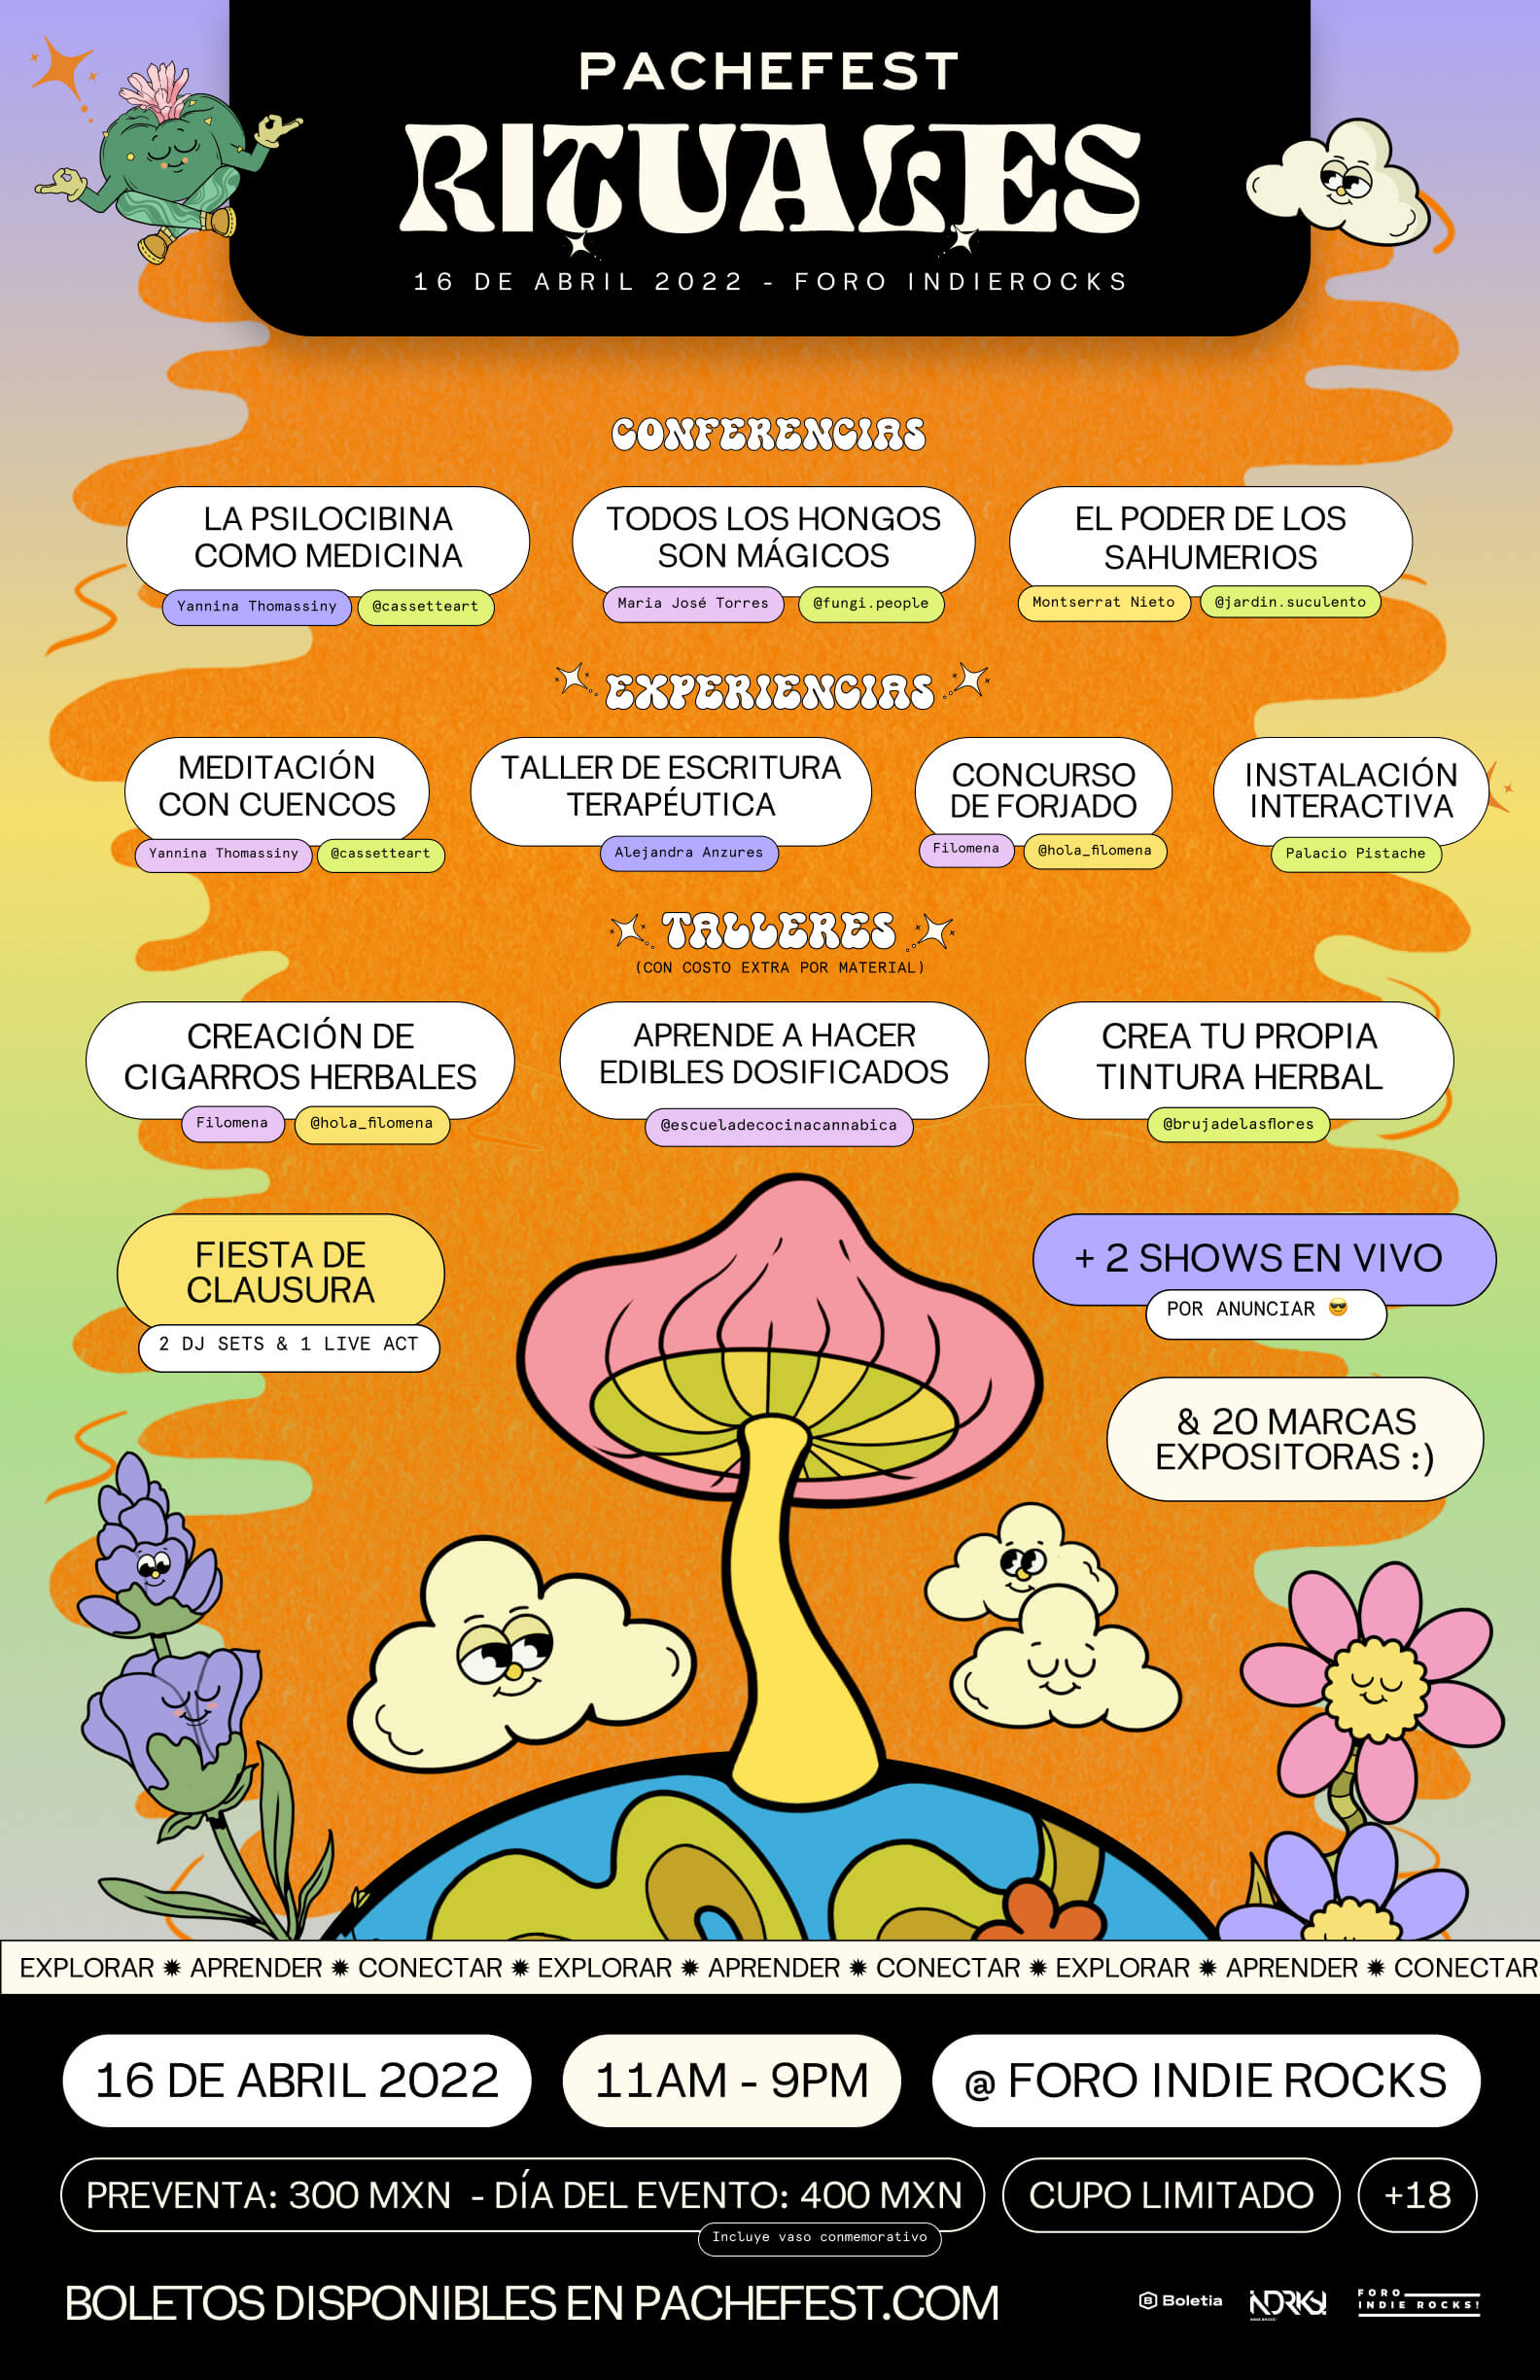 PACHEFEST
RITUALES
16 DE ABRIL 2022 - FORO INDIEROCKS
CONFERENCIAS
LA PSILOCIBINA
COMO MEDICINA
Yannina Thomassiny
@cassetteart
TODOS LOS HONGOS
SON MÁGICOS
Maria José Torres
@fungi.people
EL PODER DE LOS
SAHUMERIOS
Montserrat Nieto
@jardin.suculento
EXPERIENCIAS
MEDITACIÓN
CON CUENCOS
Yannina Thomassiny
@cassetteart
TALLER DE ESCRITURA
TERAPÉUTICA
Alejandra Anzures
CONCURSO
DE FORJADO
Filomena
@hola_filomena
INSTALACIÓN
INTERACTIVA
Palacio Pistache
TALLERES
(CON COSTO EXTRA POR MATERIAL)
CREACIÓN DE
CIGARROS HERBALES
Filomena
@hola_filomena
APRENDE A HACER
EDIBLES DOSIFICADOS
@escueladecocinacannabica
CREA TU PROPIA
TINTURA HERBAL
@brujadelasflores
FIESTA DE
CLAUSURA
2 DJ SETS & 1 LIVE ACT
+ 2 SHOWS EN VIVO
POR ANUNCIAR 😎
& 20 MARCAS
EXPOSITORAS :)
EXPLORAR ✹ APRENDER ✹ CONECTAR ✹ EXPLORAR ✹ APRENDER ✹ CONECTAR ✹ EXPLORAR ✹ APRENDER ✹ CONECTAR
16 DE ABRIL 2022
11AM - 9PM
@ FORO INDIE ROCKS
PREVENTA: 300 MXN - DÍA DEL EVENTO: 400 MXN
Incluye vaso conmemorativo
CUPO LIMITADO
+18
BOLETOS DISPONIBLES EN PACHEFEST.COM
B Boletia
NDRKS!
FORO
INDIE ROCKS!